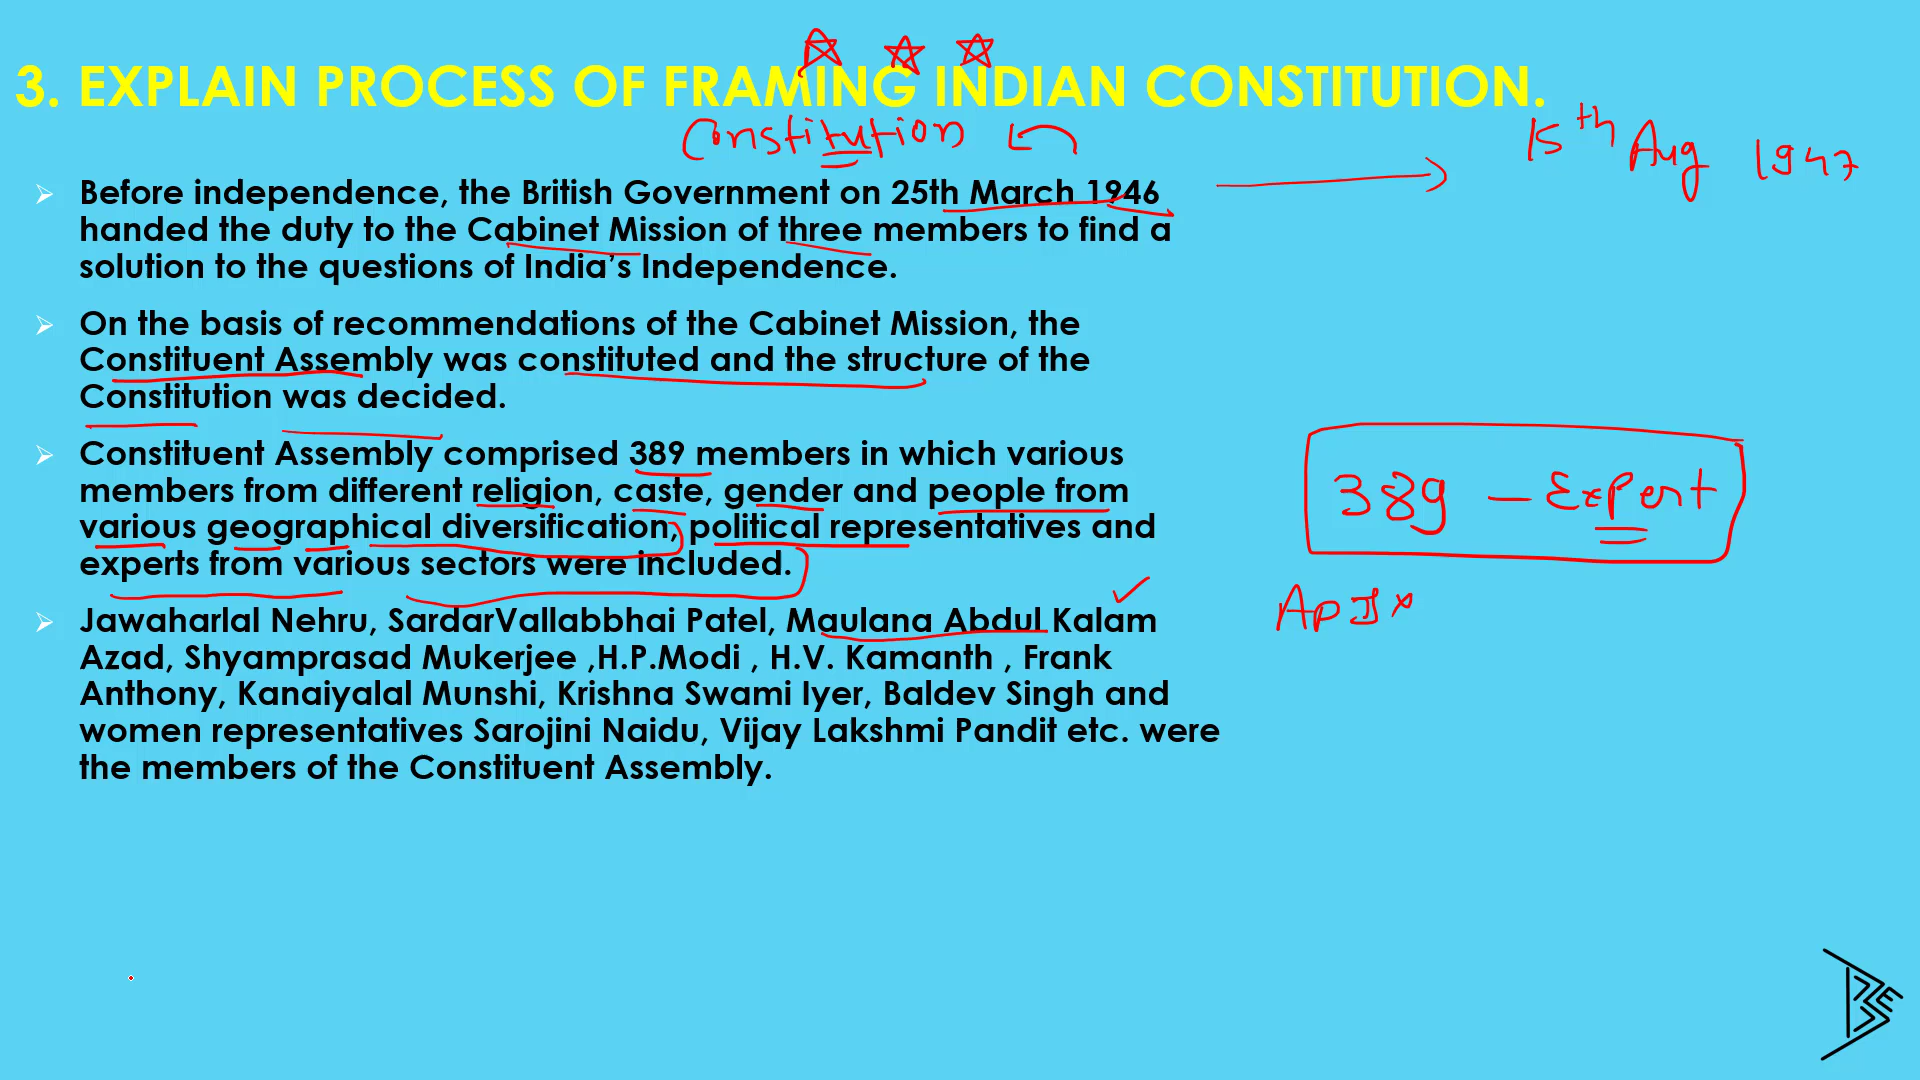 3. EXPLAIN PROCESS OF FRAMING INDIAN CONSTITUTION.
Constitution
15th Aug 1947
Before independence, the British Government on 25th March 1946
handed the duty to the Cabinet Mission of three members to find a
solution to the questions of India's Independence.
On the basis of recommendations of the Cabinet Mission, the
Constituent Assembly was constituted and the structure of the
Constitution was decided.
Constituent Assembly comprised 389 members in which various
members from different religion, caste, gender and people from
various geographical diversification, political representatives and
experts from various sectors were included.
389 – Expert
Jawaharlal Nehru, SardarVallabbhai Patel, Maulana Abdul Kalam
Azad, Shyamprasad Mukerjee ,H.P.Modi , H.V. Kamanth , Frank
Anthony, Kanaiyalal Munshi, Krishna Swami Iyer, Baldev Singh and
women representatives Sarojini Naidu, Vijay Lakshmi Pandit etc. were
the members of the Constituent Assembly.